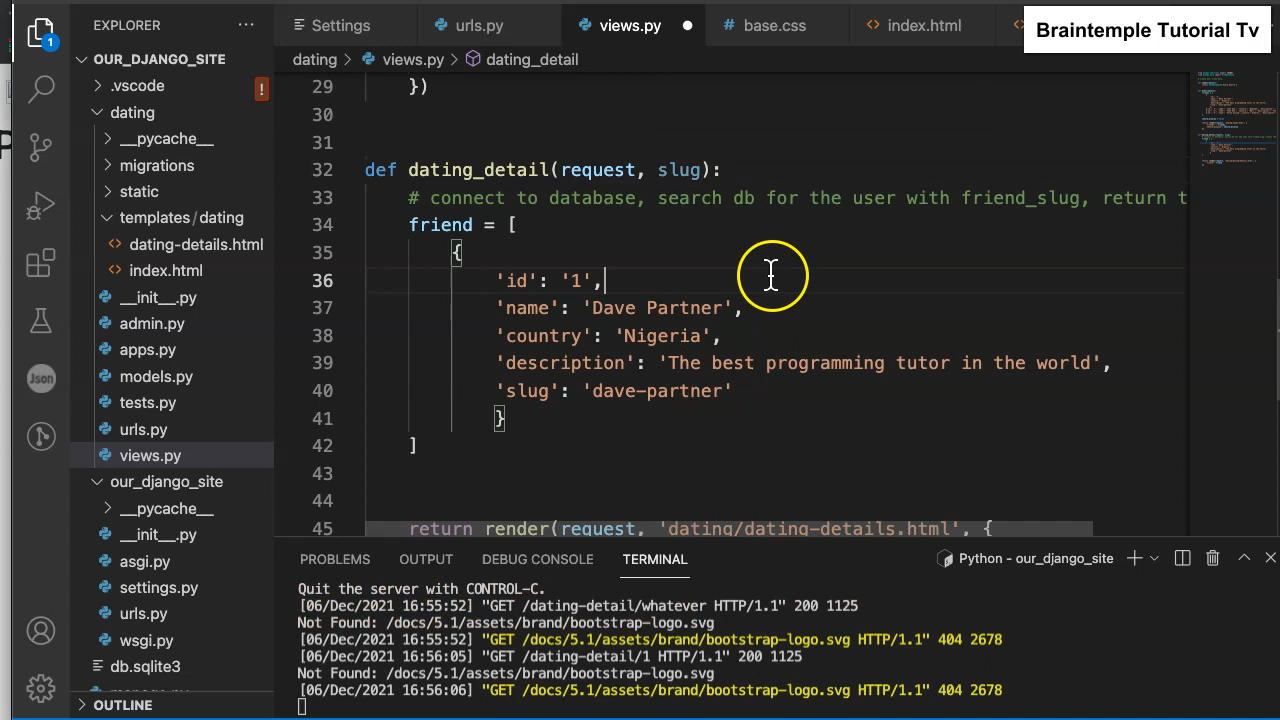 EXPLORER
Settings
urls.py
views.py
base.css
index.html
Braintemple Tutorial Tv
1
OUR_DJANGO_SITE
.vscode
!
dating
__pycache__
migrations
static
templates/dating
dating-details.html
index.html
__init__.py
admin.py
apps.py
models.py
tests.py
urls.py
views.py
our_django_site
__pycache__
__init__.py
asgi.py
settings.py
urls.py
wsgi.py
db.sqlite3
OUTLINE
Json
dating > views.py > dating_detail
29 })
30
31
32 def dating_detail(request, slug):
33 # connect to database, search db for the user with friend_slug, return t
34 friend = [
35 {
36 'id': '1',
37 'name': 'Dave Partner',
38 'country': 'Nigeria',
39 'description': 'The best programming tutor in the world',
40 'slug': 'dave-partner'
41 }
42 ]
43
44
45 return render(request, 'dating/dating-details.html', {
PROBLEMS OUTPUT DEBUG CONSOLE TERMINAL
Python - our_django_site
Quit the server with CONTROL-C.
[06/Dec/2021 16:55:52] "GET /dating-detail/whatever HTTP/1.1" 200 1125
Not Found: /docs/5.1/assets/brand/bootstrap-logo.svg
[06/Dec/2021 16:55:52] "GET /docs/5.1/assets/brand/bootstrap-logo.svg HTTP/1.1" 404 2678
[06/Dec/2021 16:56:05] "GET /dating-detail/1 HTTP/1.1" 200 1125
Not Found: /docs/5.1/assets/brand/bootstrap-logo.svg
[06/Dec/2021 16:56:06] "GET /docs/5.1/assets/brand/bootstrap-logo.svg HTTP/1.1" 404 2678